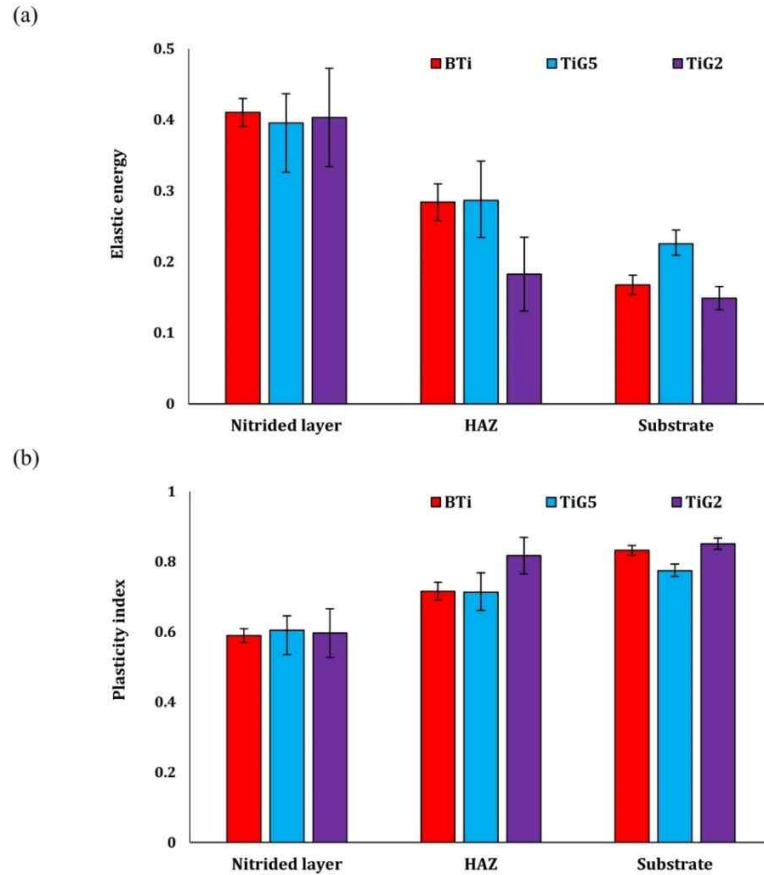 (a)
0.5
BTi TiG5 TiG2
0.4
0.3
Elastic energy
0.2
0.1
0
Nitrided layer HAZ Substrate
(b)
1
BTi TiG5 TiG2
0.8
0.6
Plasticity index
0.4
0.2
0
Nitrided layer HAZ Substrate